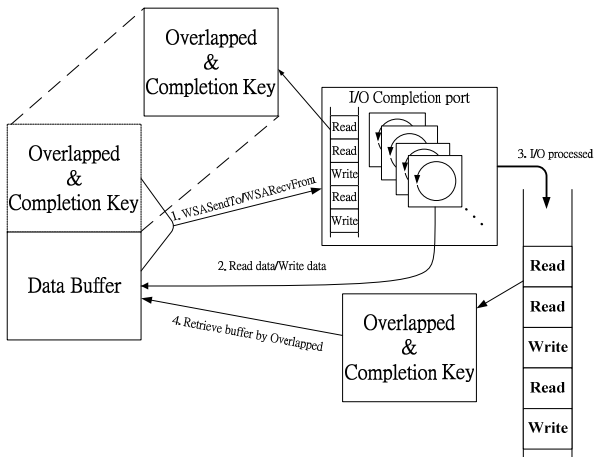 Overlapped
&
Completion Key
I/O Completion port
Read
Read
Write
Read
Write
3. I/O processed
Overlapped
&
Completion Key
1. WSASendTo/WSARecvFrom
Data Buffer
2. Read data/Write data
4. Retrieve buffer by Overlapped
Overlapped
&
Completion Key
Read
Read
Write
Read
Write